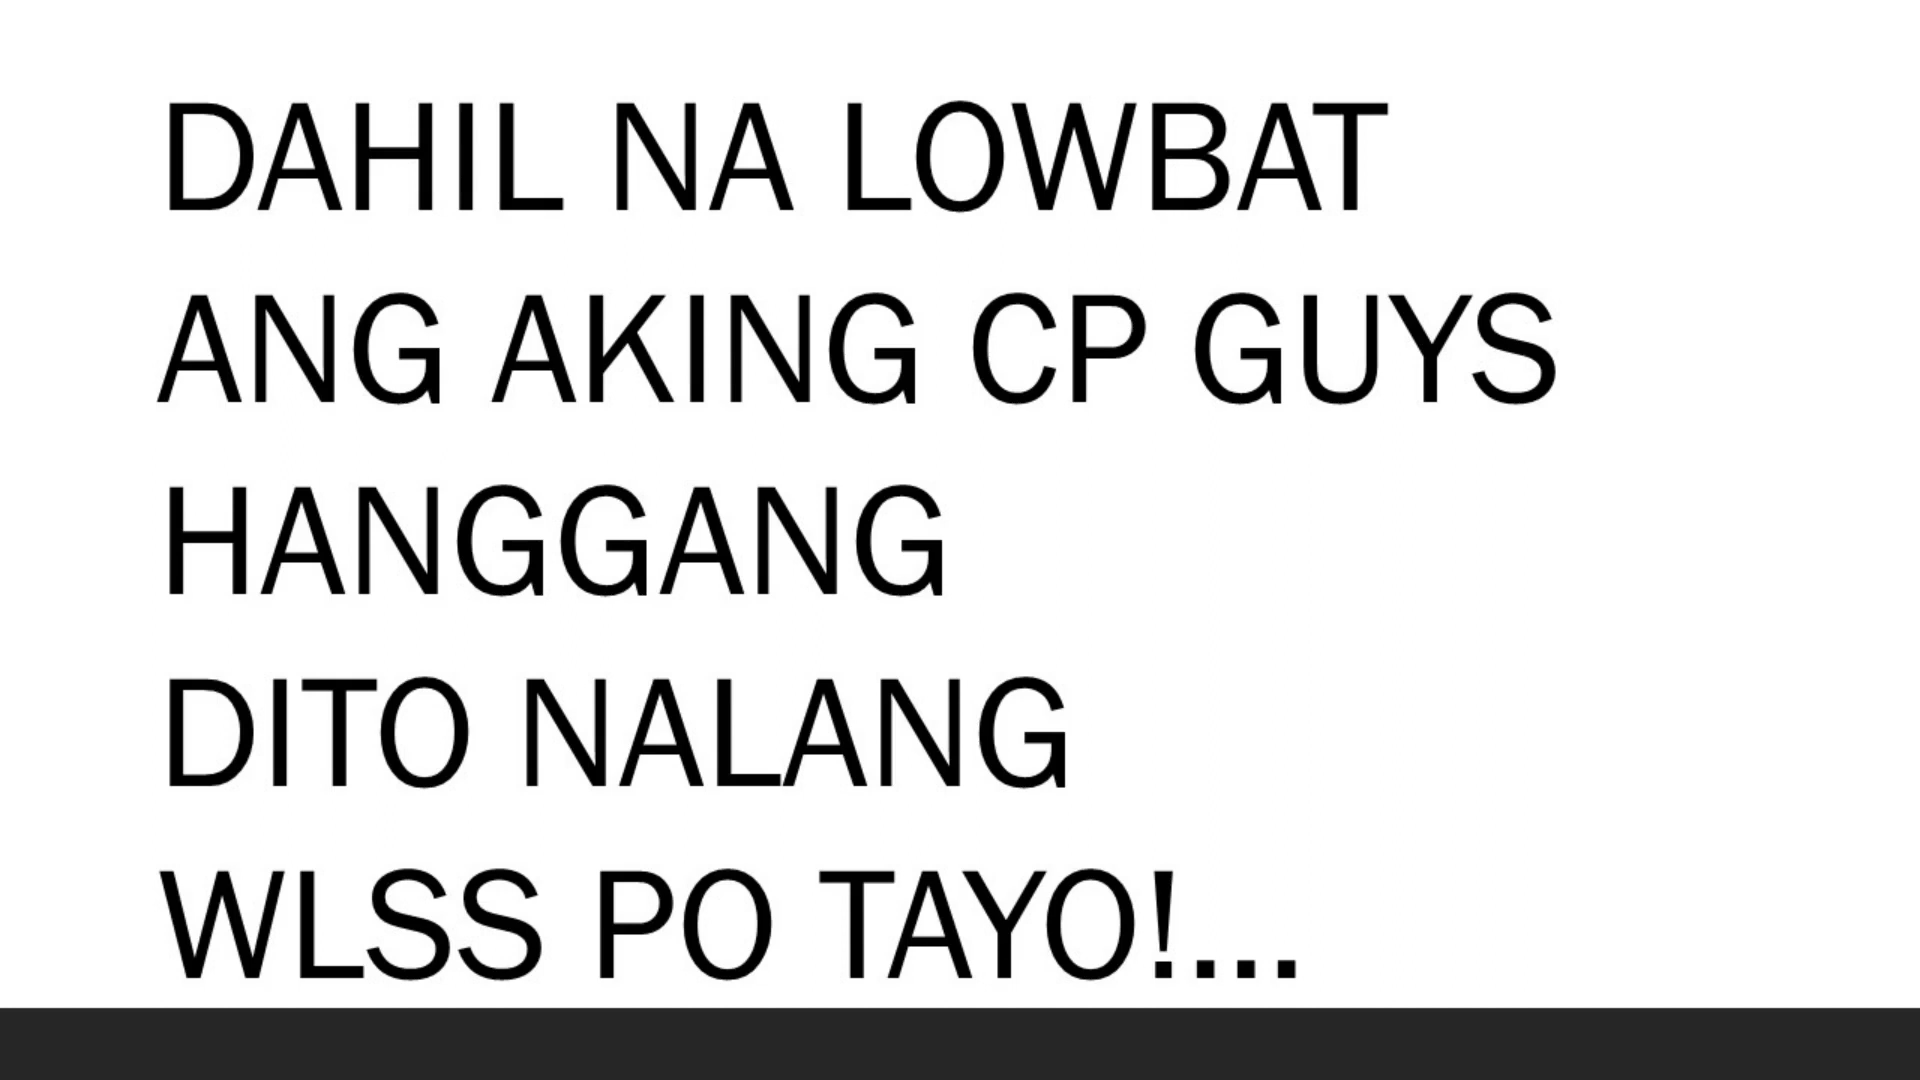 DAHIL NA LOWBAT
ANG AKING CP GUYS
HANGGANG
DITO NALANG
WLSS PO TAYO!...